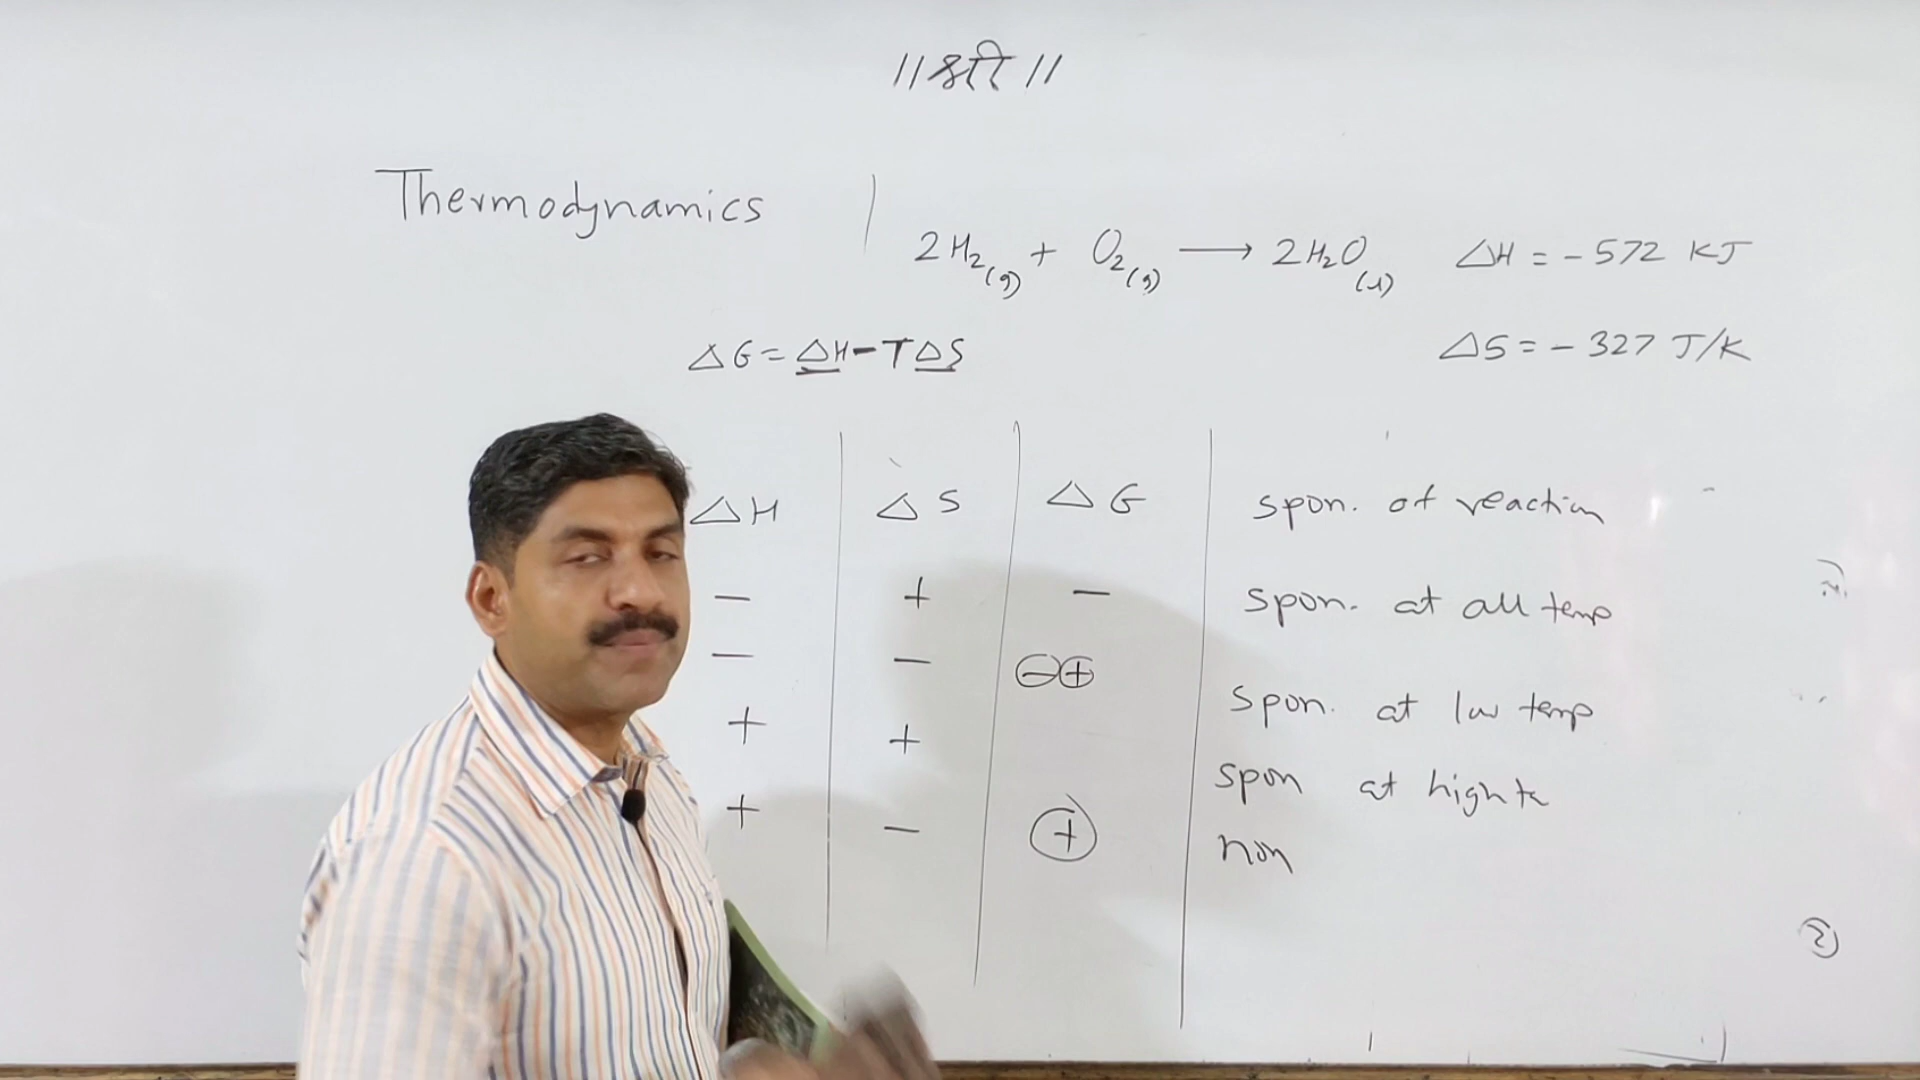 ॥ श्री ॥
Thermodynamics
2H₂(g) + O₂(g) ⟶ 2H₂O(l) ΔH = - 572 KJ
ΔG = ΔH - TΔS ΔS = - 327 J/K
ΔH ΔS ΔG spon. of reaction
- + - spon. at all temp
- - ⊖⊕ spon. at low temp
+ + spon at high te
+ - ⊕ non